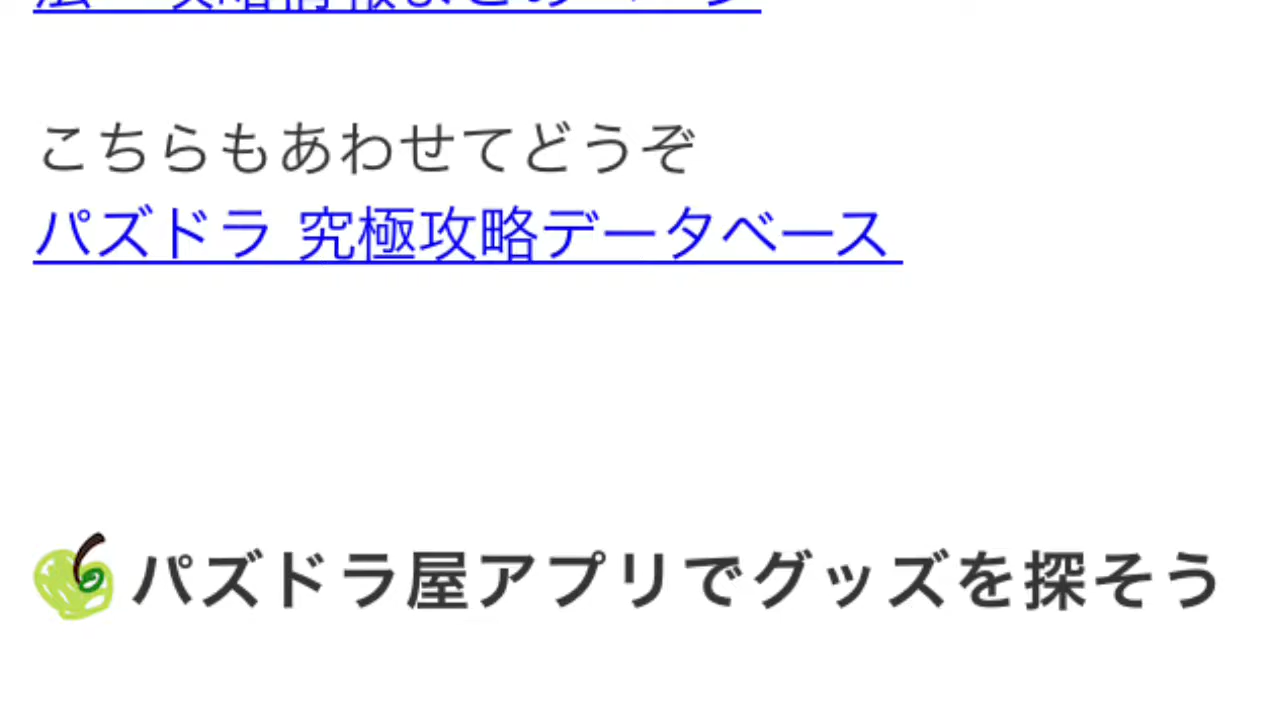 こちらもあわせてどうぞ
パズドラ 究極攻略データベース
パズドラ屋アプリでグッズを探そう